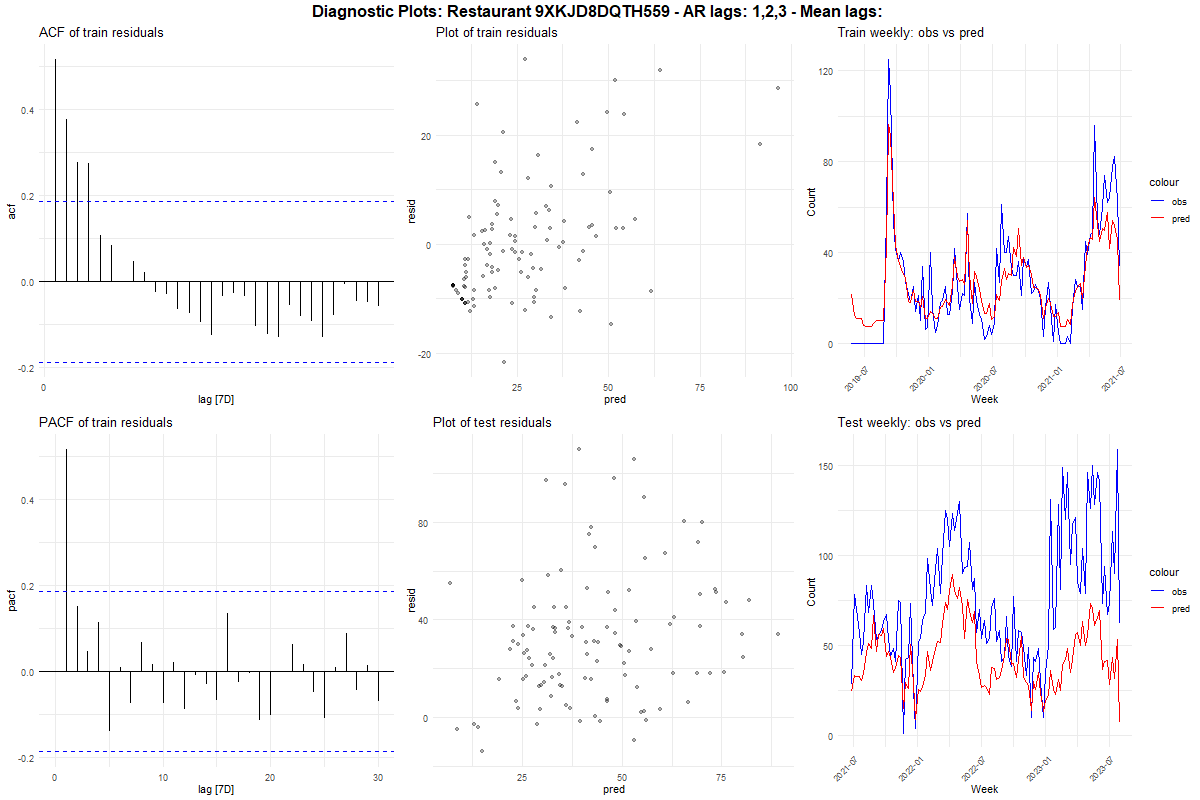 Diagnostic Plots: Restaurant 9XKJD8DQTH559 - AR lags: 1,2,3 - Mean lags:
ACF of train residuals
acf
0.4
0.2
0.0
-0.2
0
lag [7D]
Plot of train residuals
resid
20
0
-20
25
50
75
100
pred
Train weekly: obs vs pred
Count
120
80
40
0
2019-07
2020-01
2020-07
2021-01
2021-07
Week
colour
obs
pred
PACF of train residuals
pacf
0.4
0.2
0.0
-0.2
0
10
20
30
lag [7D]
Plot of test residuals
resid
80
40
0
25
50
75
pred
Test weekly: obs vs pred
Count
150
100
50
0
2021-07
2022-01
2022-07
2023-01
2023-07
Week
colour
obs
pred